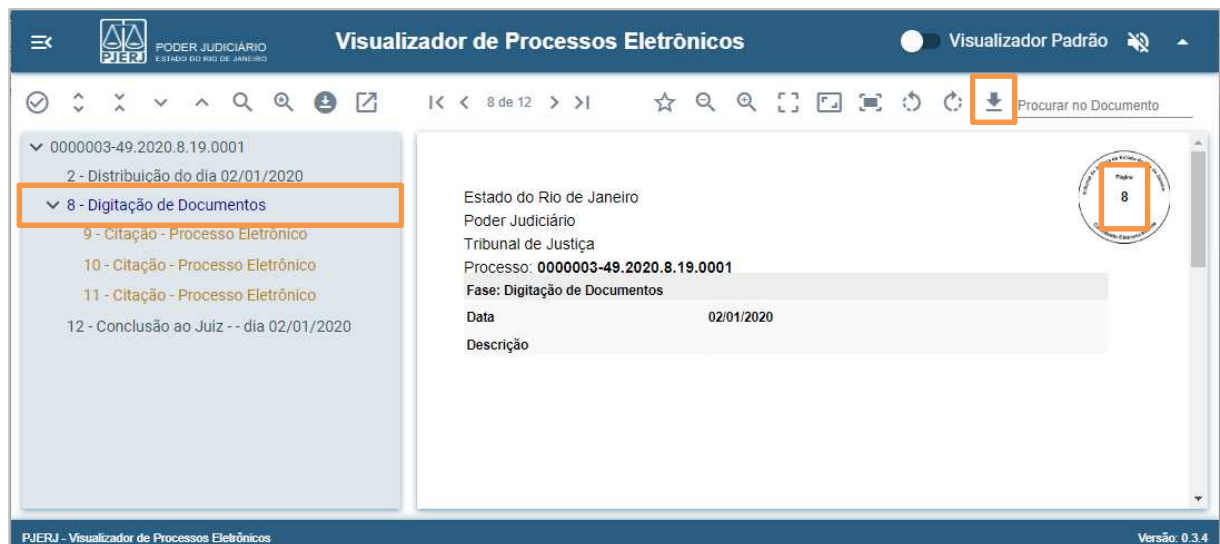 PJERJ
PODER JUDICIÁRIO
ESTADO DO RIO DE JANEIRO
Visualizador de Processos Eletrônicos
Visualizador Padrão
8 de 12
Procurar no Documento
0000003-49.2020.8.19.0001
2 - Distribuição do dia 02/01/2020
8 - Digitação de Documentos
9 - Citação - Processo Eletrônico
10 - Citação - Processo Eletrônico
11 - Citação - Processo Eletrônico
12 - Conclusão ao Juiz - - dia 02/01/2020
Página
8
Estado do Rio de Janeiro
Poder Judiciário
Tribunal de Justiça
Processo: 0000003-49.2020.8.19.0001
Fase: Digitação de Documentos
Data 02/01/2020
Descrição
PJERJ - Visualizador de Processos Eletrônicos
Versão: 0.3.4